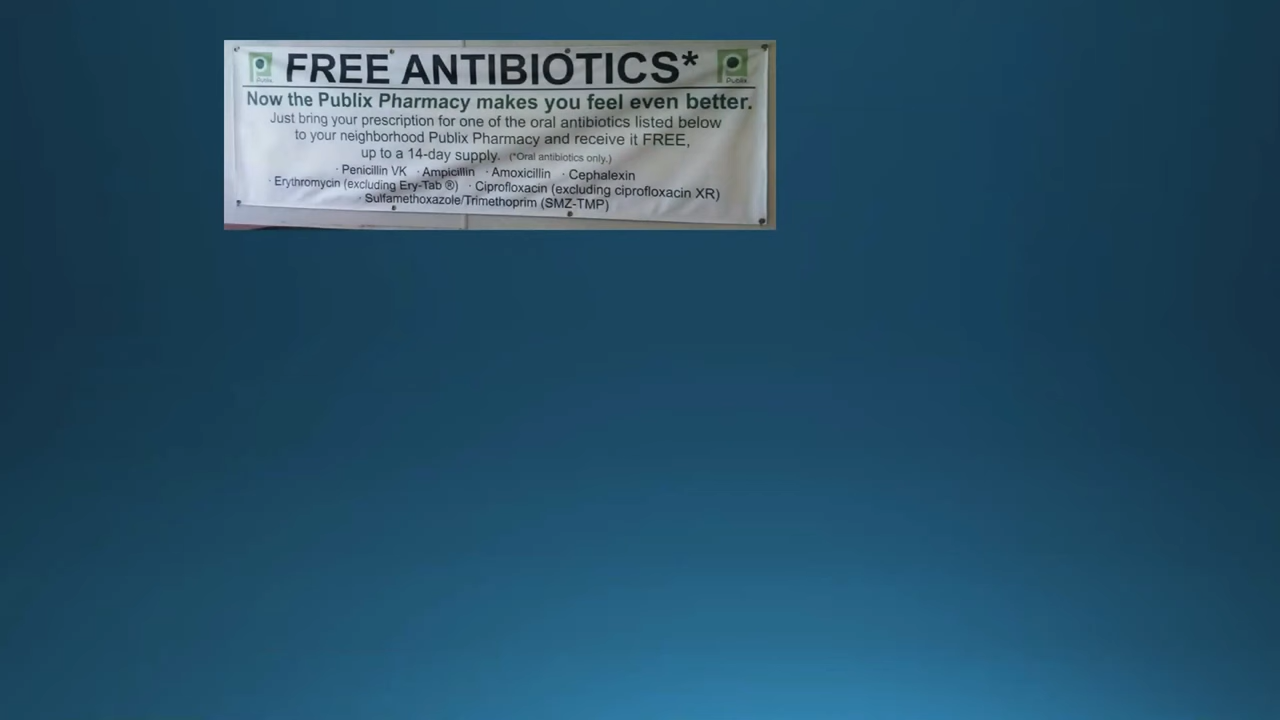 FREE ANTIBIOTICS*
Now the Publix Pharmacy makes you feel even better.
Just bring your prescription for one of the oral antibiotics listed below
to your neighborhood Publix Pharmacy and receive it FREE,
up to a 14-day supply. (*Oral antibiotics only.)
· Penicillin VK · Ampicillin · Amoxicillin · Cephalexin
· Erythromycin (excluding Ery-Tab ®) · Ciprofloxacin (excluding ciprofloxacin XR)
· Sulfamethoxazole/Trimethoprim (SMZ-TMP)
Publix.